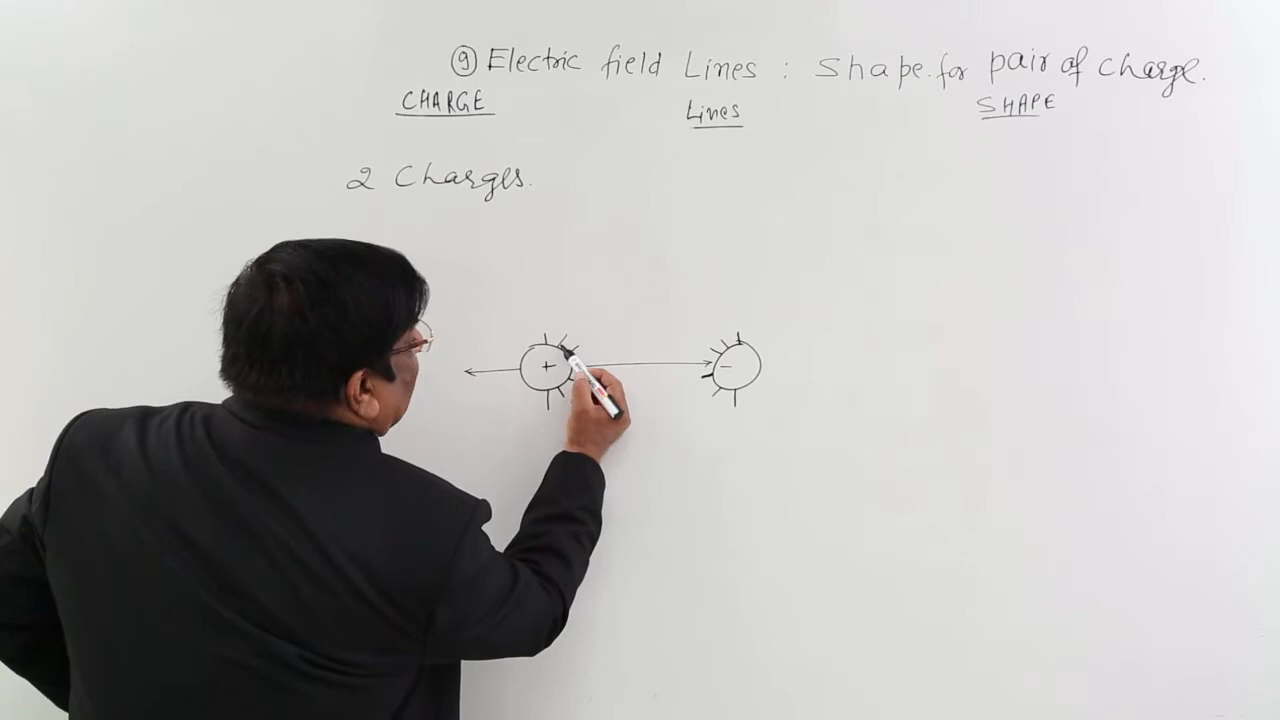 9 Electric field Lines : Shape for pair of charge.
CHARGE Lines SHAPE
2 Charges.
+ -